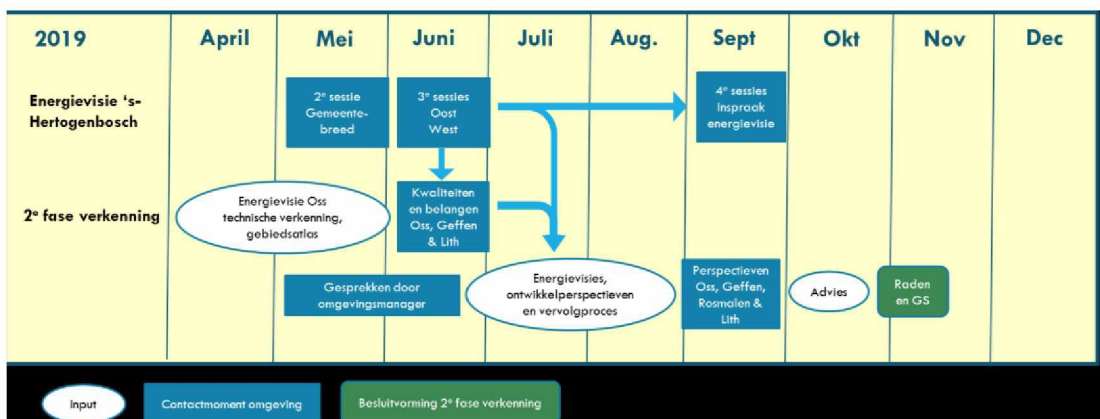 2019 April Mei Juni Juli Aug. Sept Okt Nov Dec
Energievisie ‘s-
Hertogenbosch
2e sessie
Gemeente-
breed
3e sessies
Oost
West
4e sessies
Inspraak
energievisie
2e fase verkenning
Energievisie Oss
technische verkenning,
gebiedsatlas
Kwaliteiten
en belangen
Oss, Geffen
& Lith
Gesprekken door
omgevingsmanager
Energievisies,
ontwikkelperspectieven
en vervolgproces
Perspectieven
Oss, Geffen,
Rosmalen &
Lith
Advies
Raden
en GS
Input
Contactmoment omgeving
Besluitvorming 2e fase verkenning